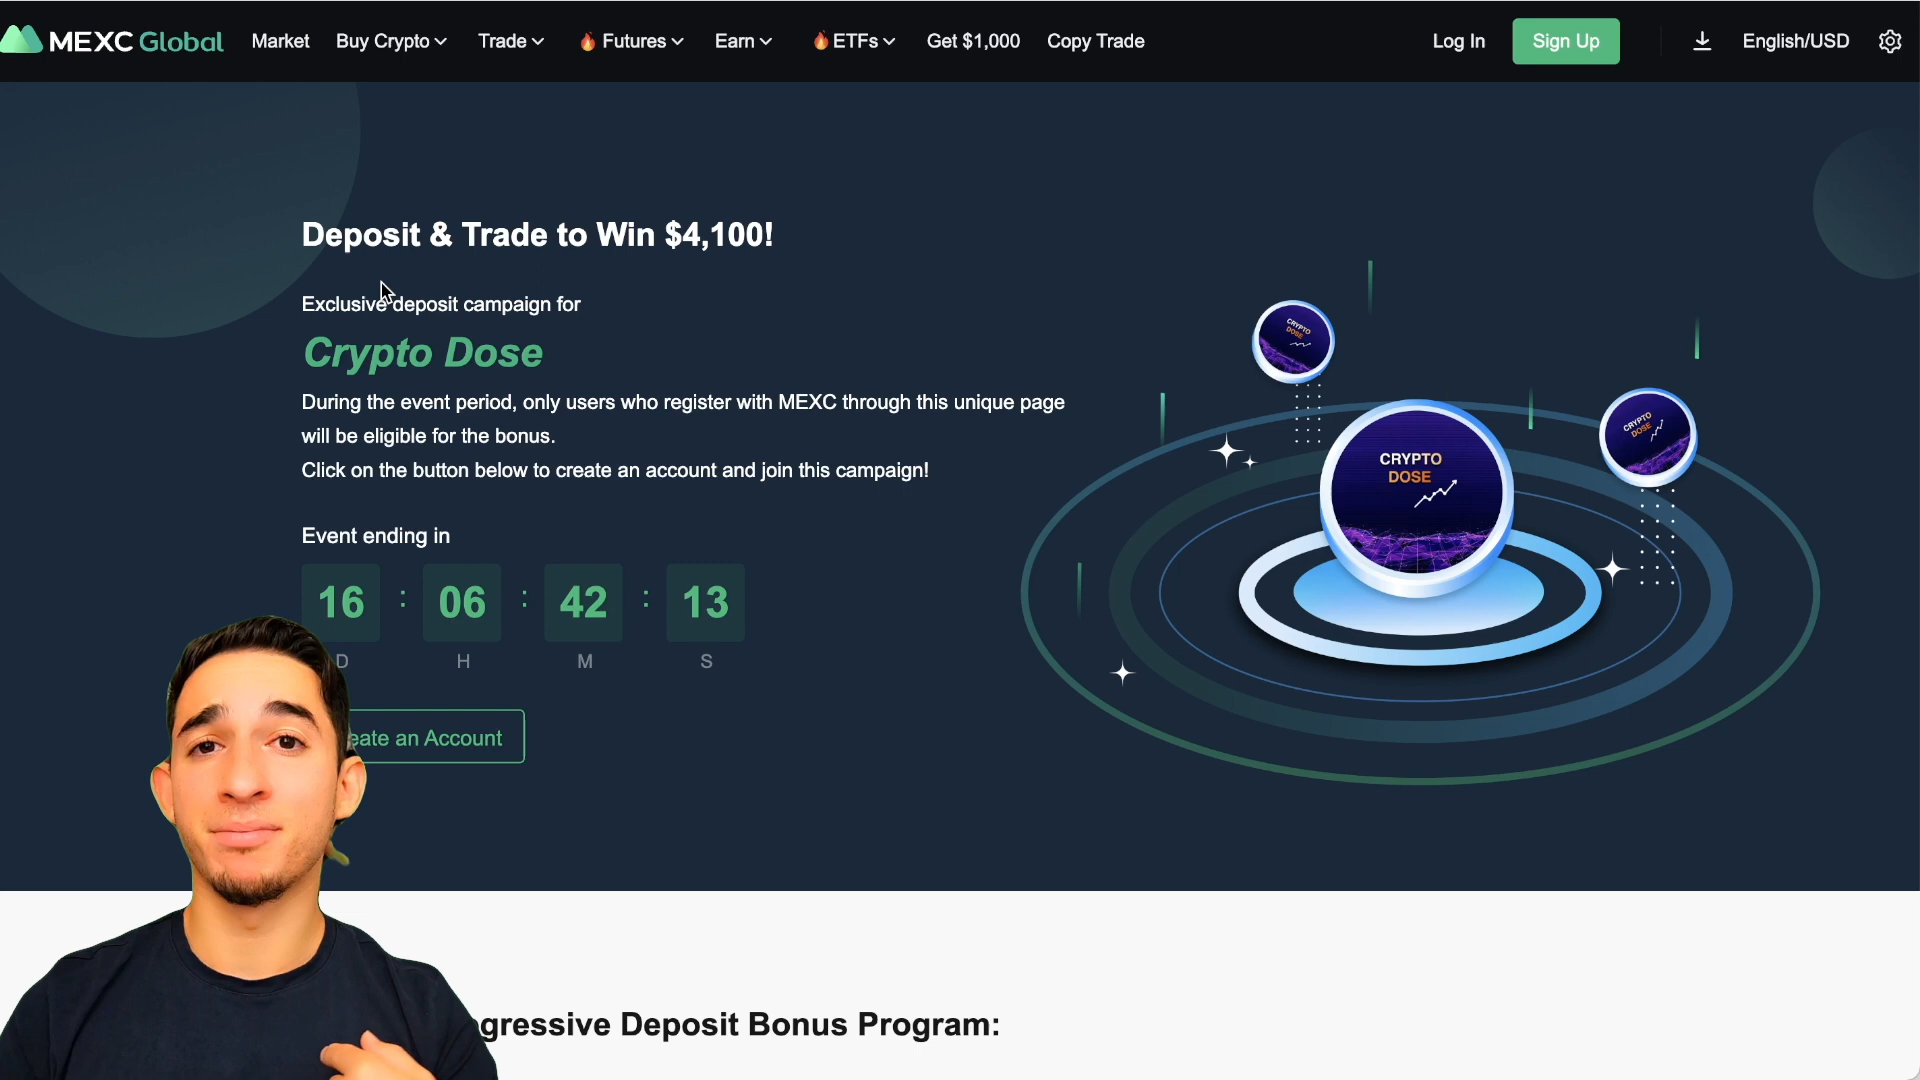 MEXC Global Market Buy Crypto Trade Futures Earn ETFs Get $1,000 Copy Trade Log In Sign Up English/USD
Deposit & Trade to Win $4,100!
Exclusive deposit campaign for
Crypto Dose
During the event period, only users who register with MEXC through this unique page
will be eligible for the bonus.
Click on the button below to create an account and join this campaign!
Event ending in
16 : 06 : 42 : 13
D H M S
eate an Account
CRYPTO
DOSE
CRYPTO
DOSE
CRYPTO
DOSE
gressive Deposit Bonus Program: